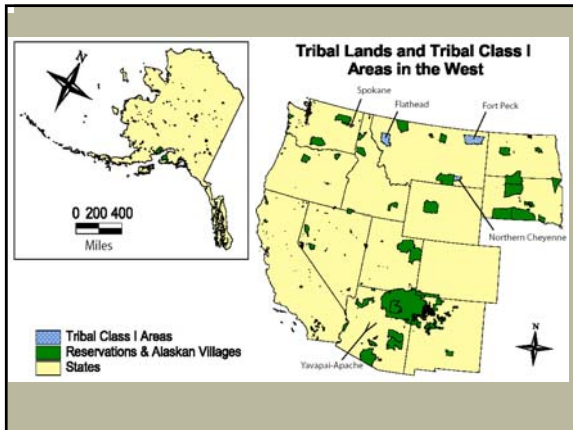 Tribal Lands and Tribal Class I
Areas in the West
N
Spokane
Flathead
Fort Peck
Northern Cheyenne
0 200 400
Miles
Tribal Class I Areas
Reservations & Alaskan Villages
States
Yavapai-Apache
N